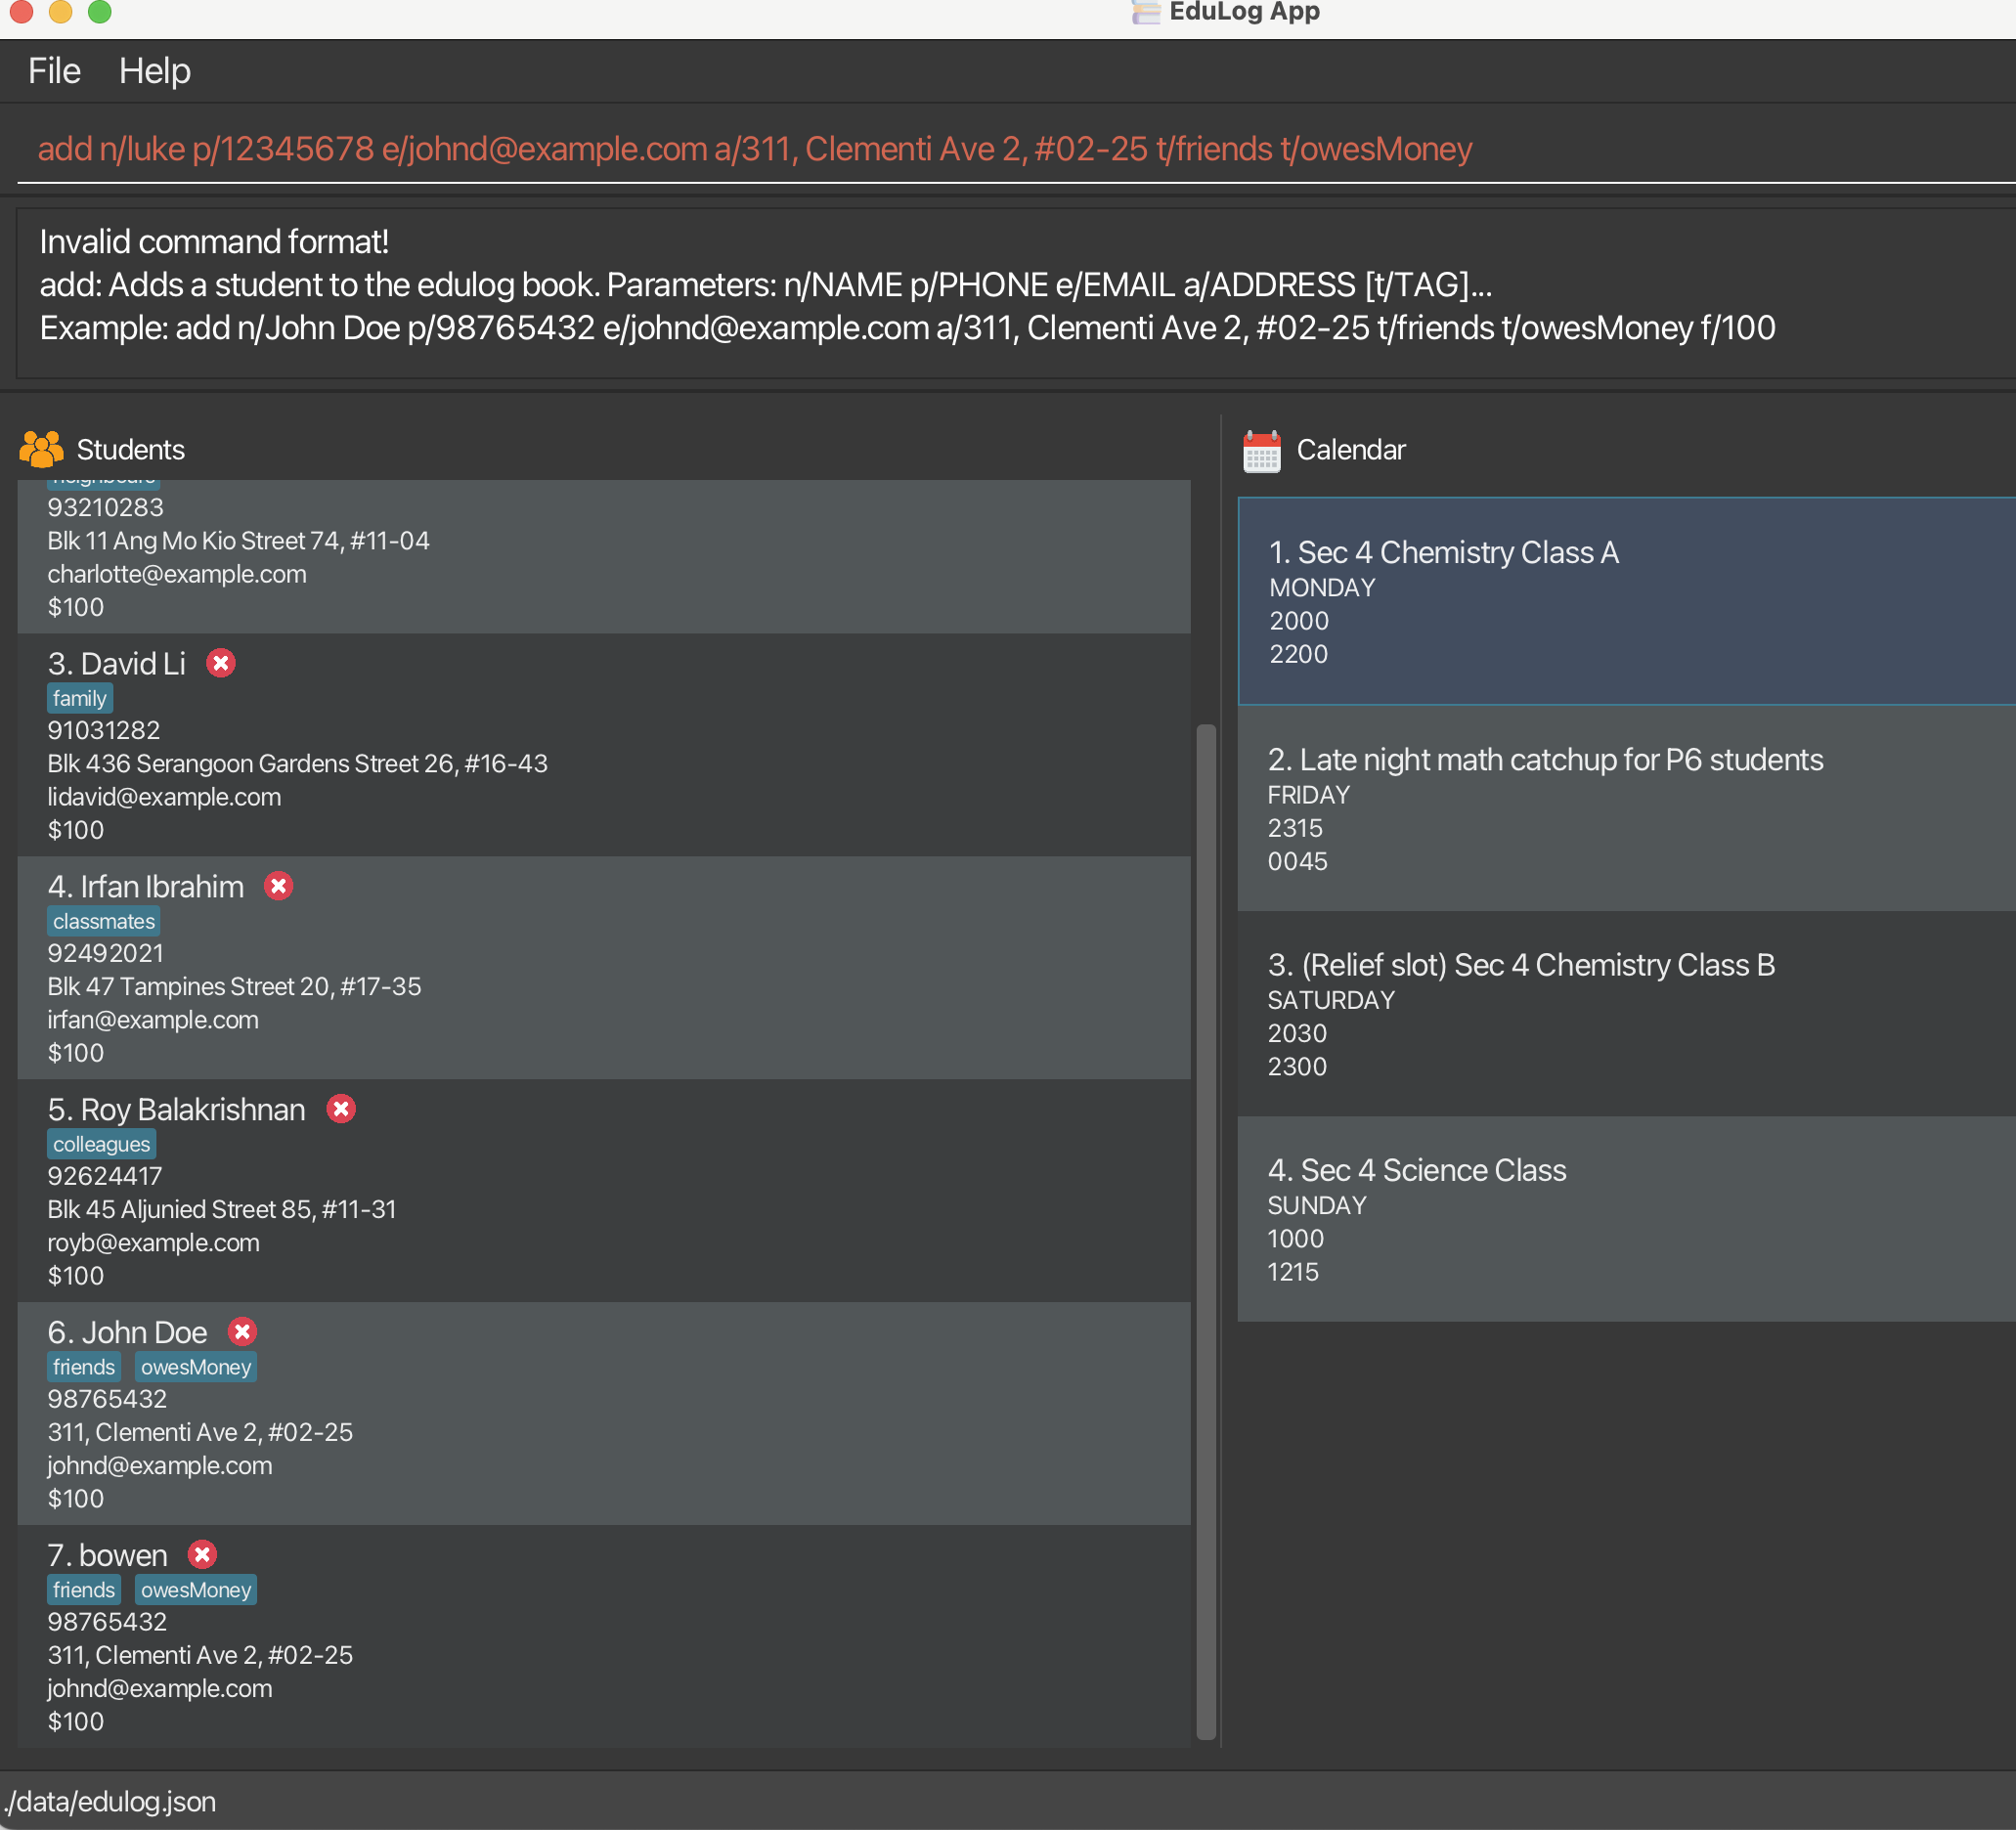 EduLog App
File Help
add n/luke p/12345678 e/johnd@example.com a/311, Clementi Ave 2, #02-25 t/friends t/owesMoney
Invalid command format!
add: Adds a student to the edulog book. Parameters: n/NAME p/PHONE e/EMAIL a/ADDRESS [t/TAG]...
Example: add n/John Doe p/98765432 e/johnd@example.com a/311, Clementi Ave 2, #02-25 t/friends t/owesMoney f/100
Students
93210283
Blk 11 Ang Mo Kio Street 74, #11-04
charlotte@example.com
$100
3. David Li
family
91031282
Blk 436 Serangoon Gardens Street 26, #16-43
lidavid@example.com
$100
4. Irfan Ibrahim
classmates
92492021
Blk 47 Tampines Street 20, #17-35
irfan@example.com
$100
5. Roy Balakrishnan
colleagues
92624417
Blk 45 Aljunied Street 85, #11-31
royb@example.com
$100
6. John Doe
friends owesMoney
98765432
311, Clementi Ave 2, #02-25
johnd@example.com
$100
7. bowen
friends owesMoney
98765432
311, Clementi Ave 2, #02-25
johnd@example.com
$100
Calendar
1. Sec 4 Chemistry Class A
MONDAY
2000
2200
2. Late night math catchup for P6 students
FRIDAY
2315
0045
3. (Relief slot) Sec 4 Chemistry Class B
SATURDAY
2030
2300
4. Sec 4 Science Class
SUNDAY
1000
1215
./data/edulog.json